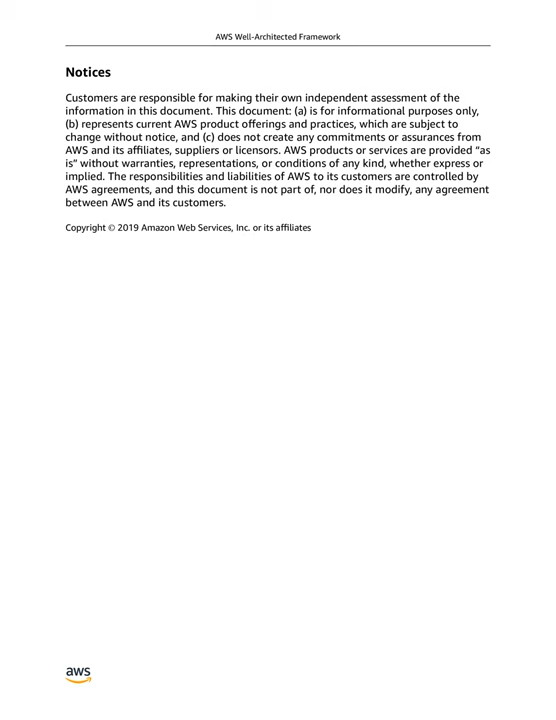 AWS Well-Architected Framework
Notices
Customers are responsible for making their own independent assessment of the
information in this document. This document: (a) is for informational purposes only,
(b) represents current AWS product offerings and practices, which are subject to
change without notice, and (c) does not create any commitments or assurances from
AWS and its affiliates, suppliers or licensors. AWS products or services are provided “as
is” without warranties, representations, or conditions of any kind, whether express or
implied. The responsibilities and liabilities of AWS to its customers are controlled by
AWS agreements, and this document is not part of, nor does it modify, any agreement
between AWS and its customers.
Copyright © 2019 Amazon Web Services, Inc. or its affiliates
aws